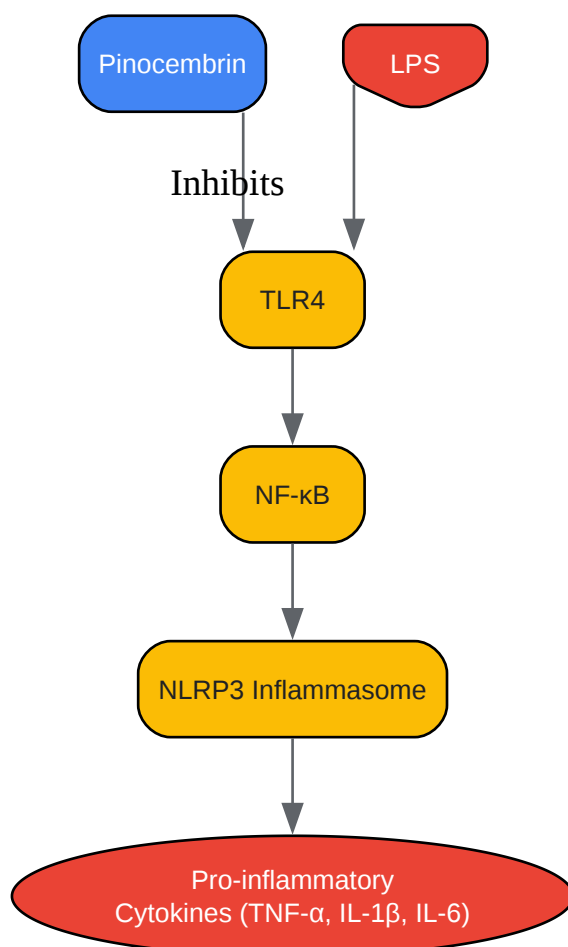 Pinocembrin
LPS
Inhibits
TLR4
NF-κB
NLRP3 Inflammasome
Pro-inflammatory
Cytokines (TNF-α, IL-1β, IL-6)